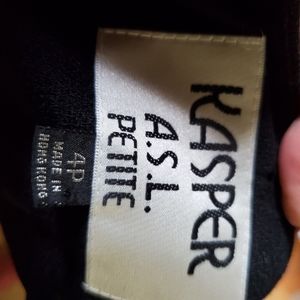 KASPER
A.S.L.
PETITE
4P
MADE IN
HONG KONG